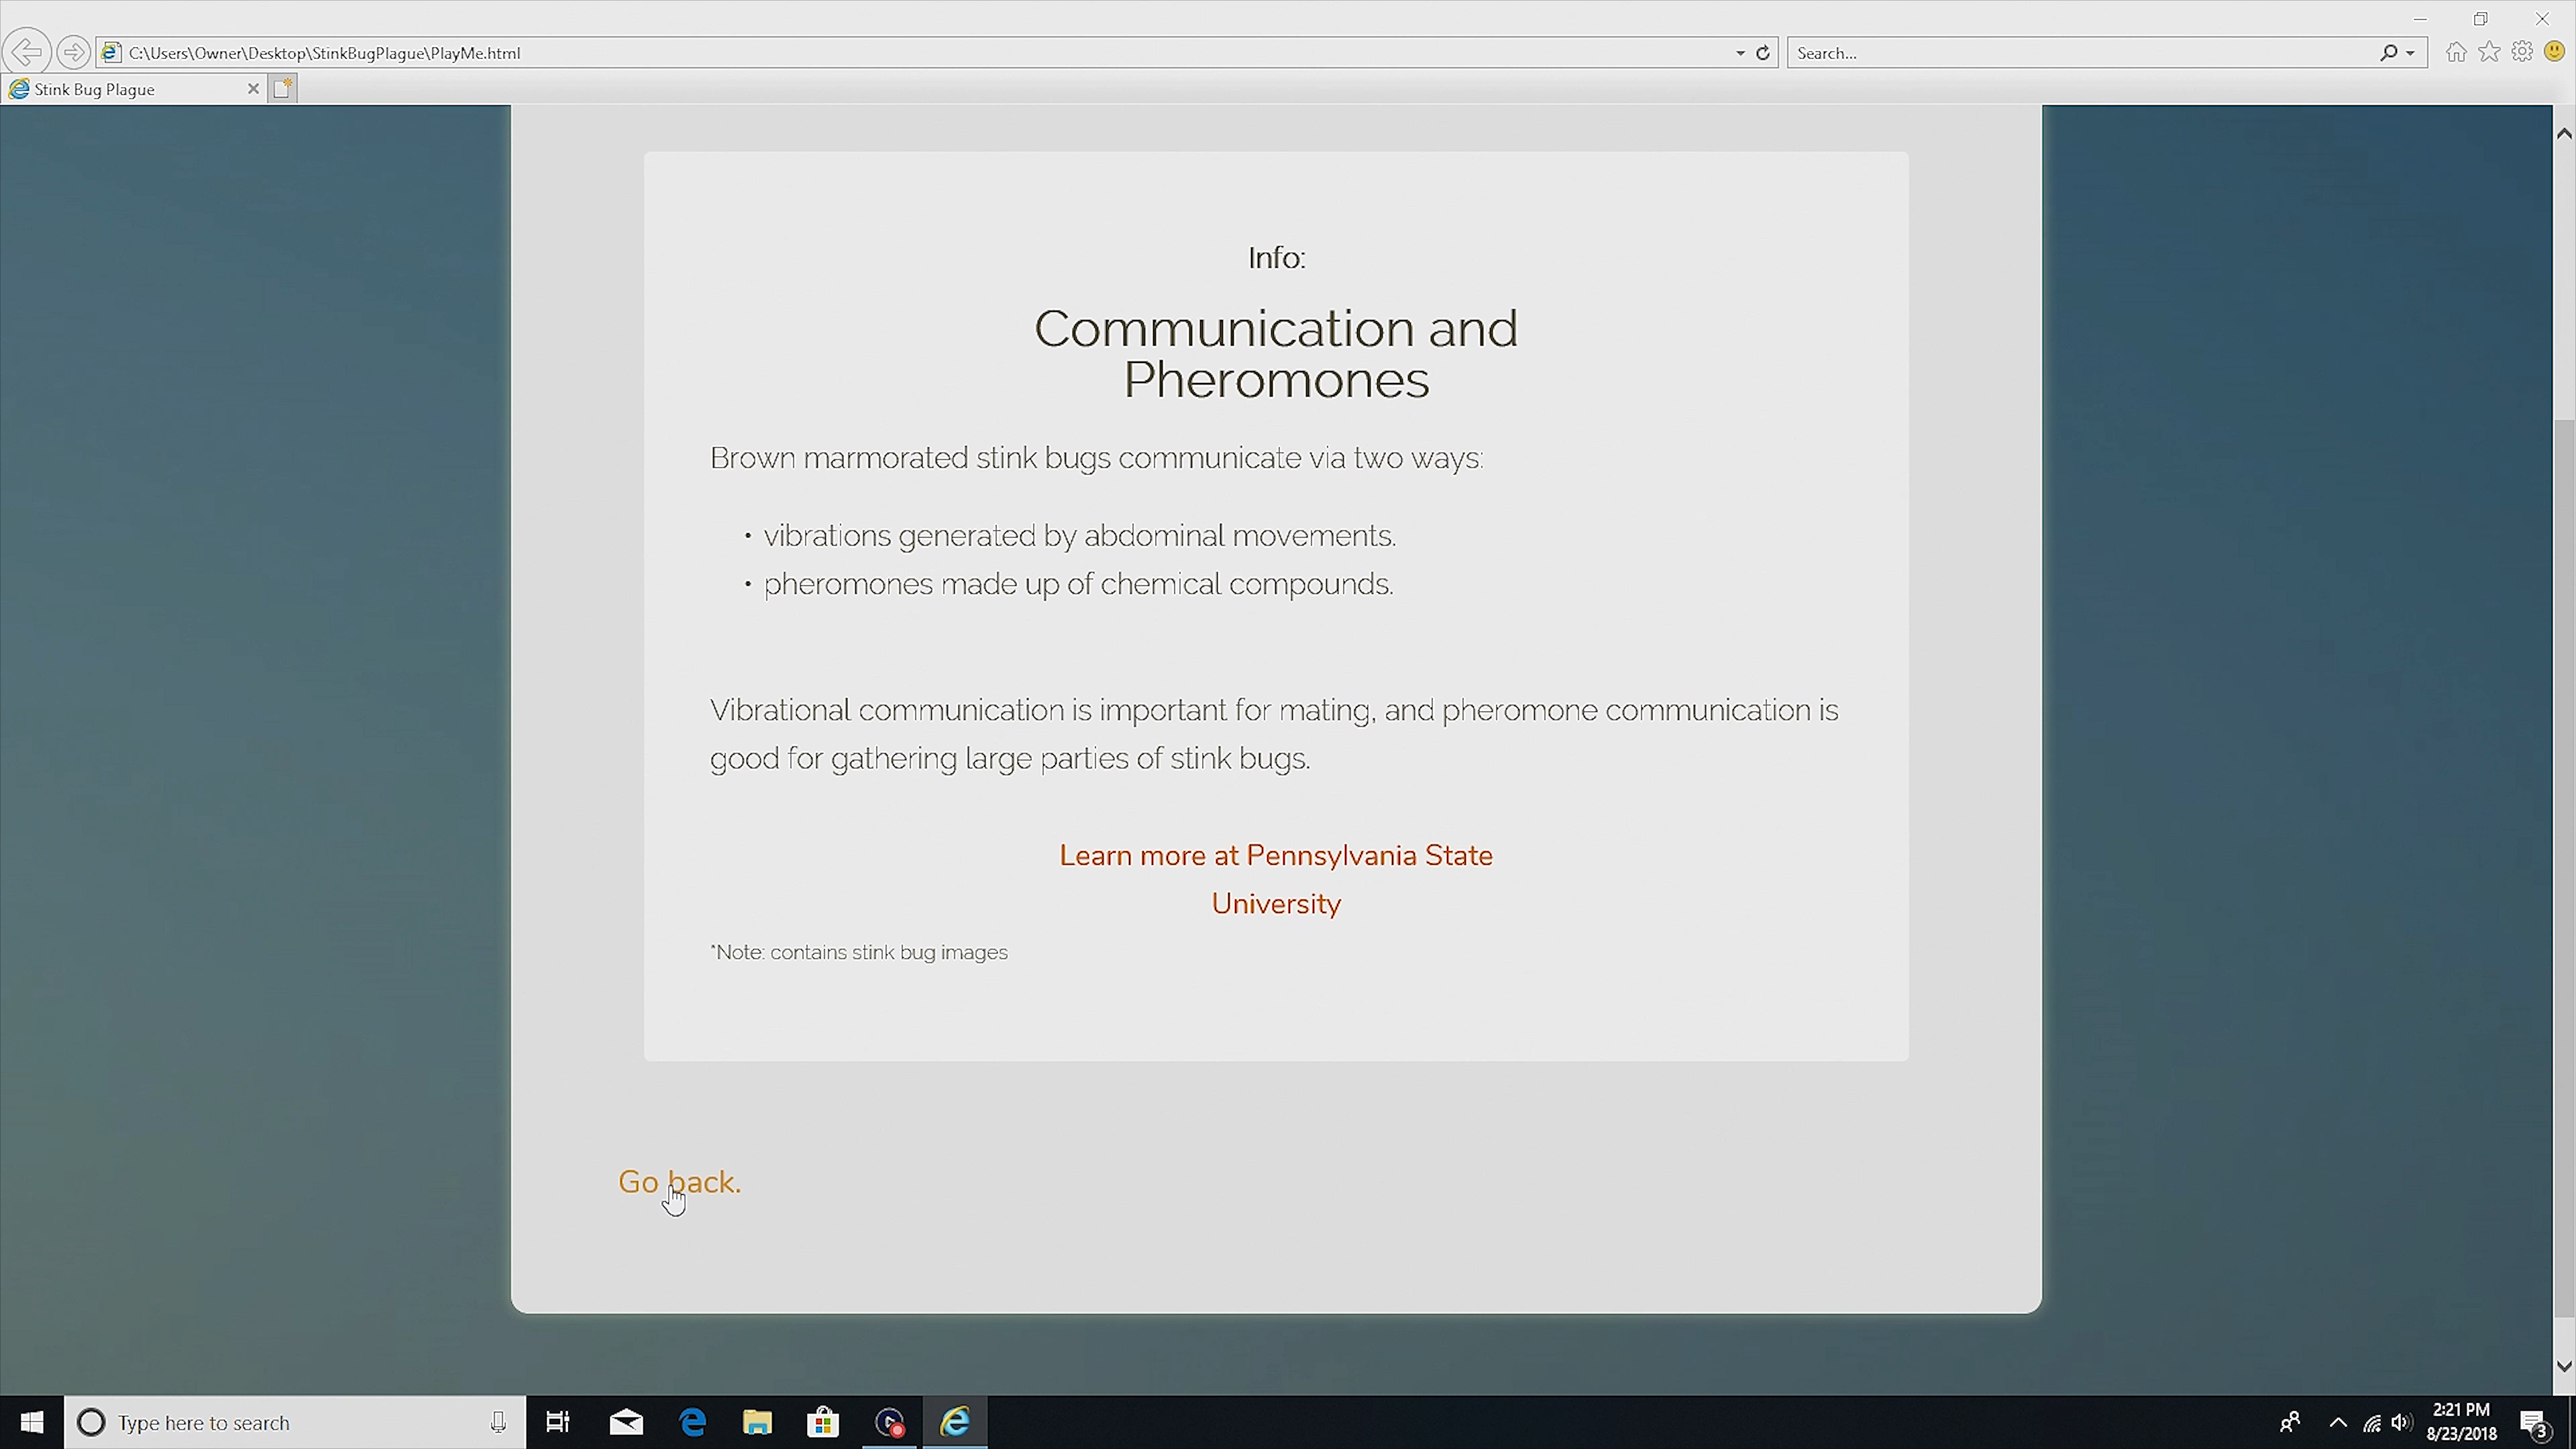 C:\Users\Owner\Desktop\StinkBugPlague\PlayMe.html
Search...
Stink Bug Plague
Info:
Communication and
Pheromones
Brown marmorated stink bugs communicate via two ways:
• vibrations generated by abdominal movements.
• pheromones made up of chemical compounds.
Vibrational communication is important for mating, and pheromone communication is
good for gathering large parties of stink bugs.
Learn more at Pennsylvania State
University
*Note: contains stink bug images
Go back.
Type here to search
2:21 PM
8/23/2018
3